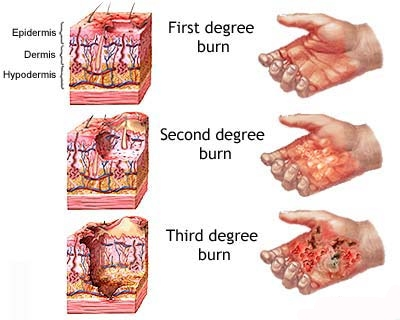 Epidermis
Dermis
Hypodermis
First degree
burn
Second degree
burn
Third degree
burn